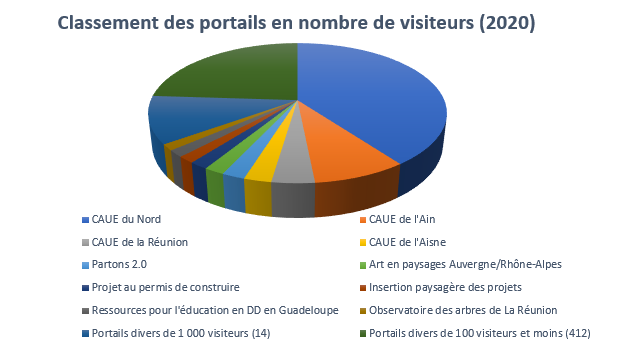 Classement des portails en nombre de visiteurs (2020)
CAUE du Nord
CAUE de l'Ain
CAUE de la Réunion
CAUE de l'Aisne
Partons 2.0
Art en paysages Auvergne/Rhône-Alpes
Projet au permis de construire
Insertion paysagère des projets
Ressources pour l'éducation en DD en Guadeloupe
Observatoire des arbres de La Réunion
Portails divers de 1 000 visiteurs (14)
Portails divers de 100 visiteurs et moins (412)